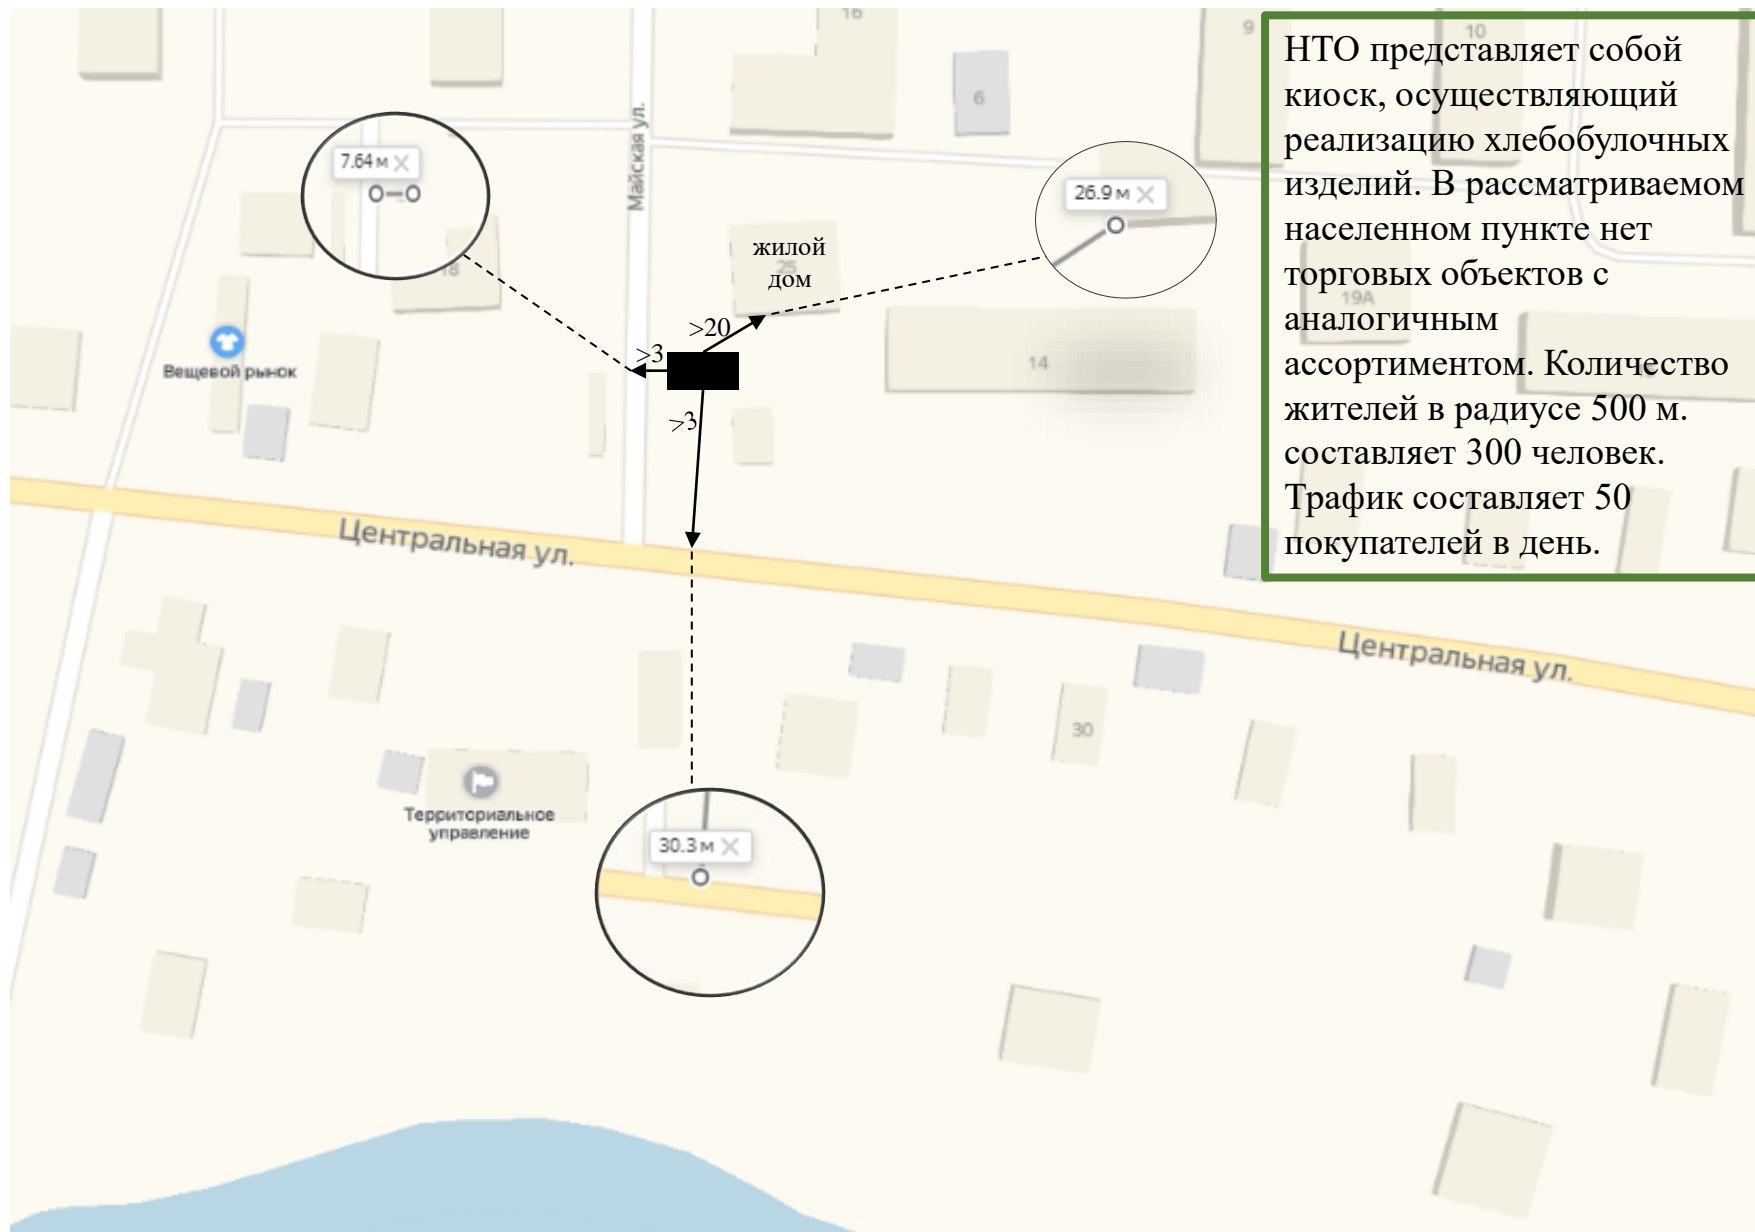 16
9
10
НТО представляет собой
киоск, осуществляющий
реализацию хлебобулочных
изделий. В рассматриваемом
населенном пункте нет
торговых объектов с
аналогичным
ассортиментом. Количество
жителей в радиусе 500 м.
составляет 300 человек.
Трафик составляет 50
покупателей в день.
6
Майская ул.
7.64 м
26.9 м
жилой
дом
25
18
19А
>20
>3
14
Вещевой рынок
>3
Центральная ул.
Центральная ул.
30
Территориальное
управление
30.3 м